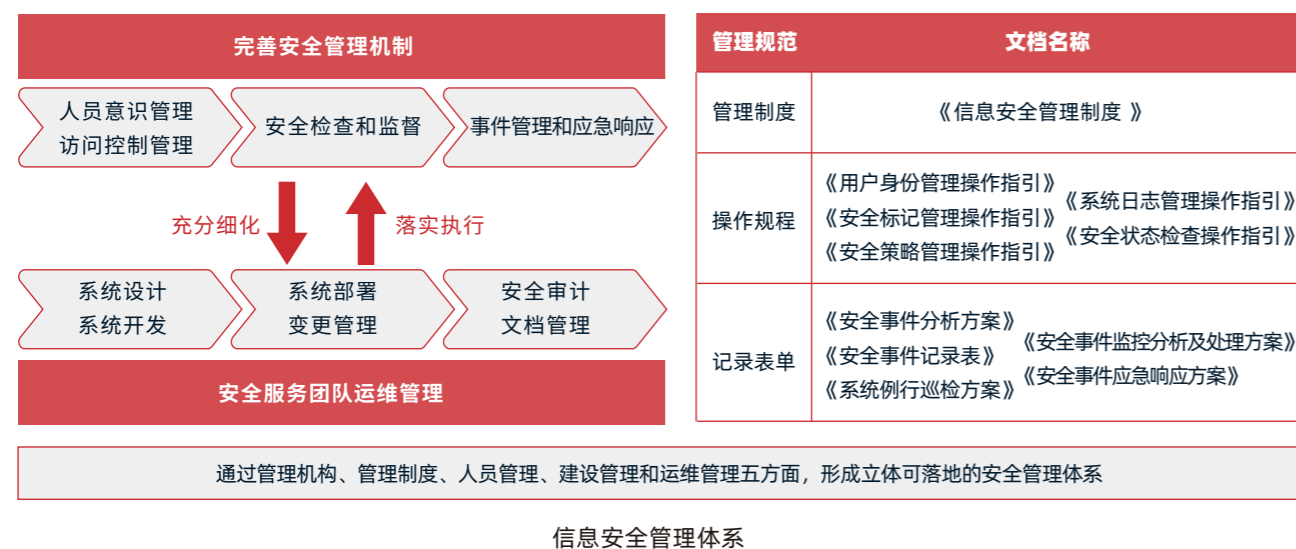 完善安全管理机制
人员意识管理
访问控制管理
安全检查和监督
事件管理和应急响应
充分细化
落实执行
系统设计
系统开发
系统部署
变更管理
安全审计
文档管理
安全服务团队运维管理
管理规范
文档名称
管理制度
《信息安全管理制度 》
操作规程
《用户身份管理操作指引》
《安全标记管理操作指引》
《安全策略管理操作指引》
《系统日志管理操作指引》
《安全状态检查操作指引》
记录表单
《安全事件分析方案》
《安全事件记录表》
《系统例行巡检方案》
《安全事件监控分析及处理方案》
《安全事件应急响应方案》
通过管理机构、管理制度、人员管理、建设管理和运维管理五方面，形成立体可落地的安全管理体系
信息安全管理体系